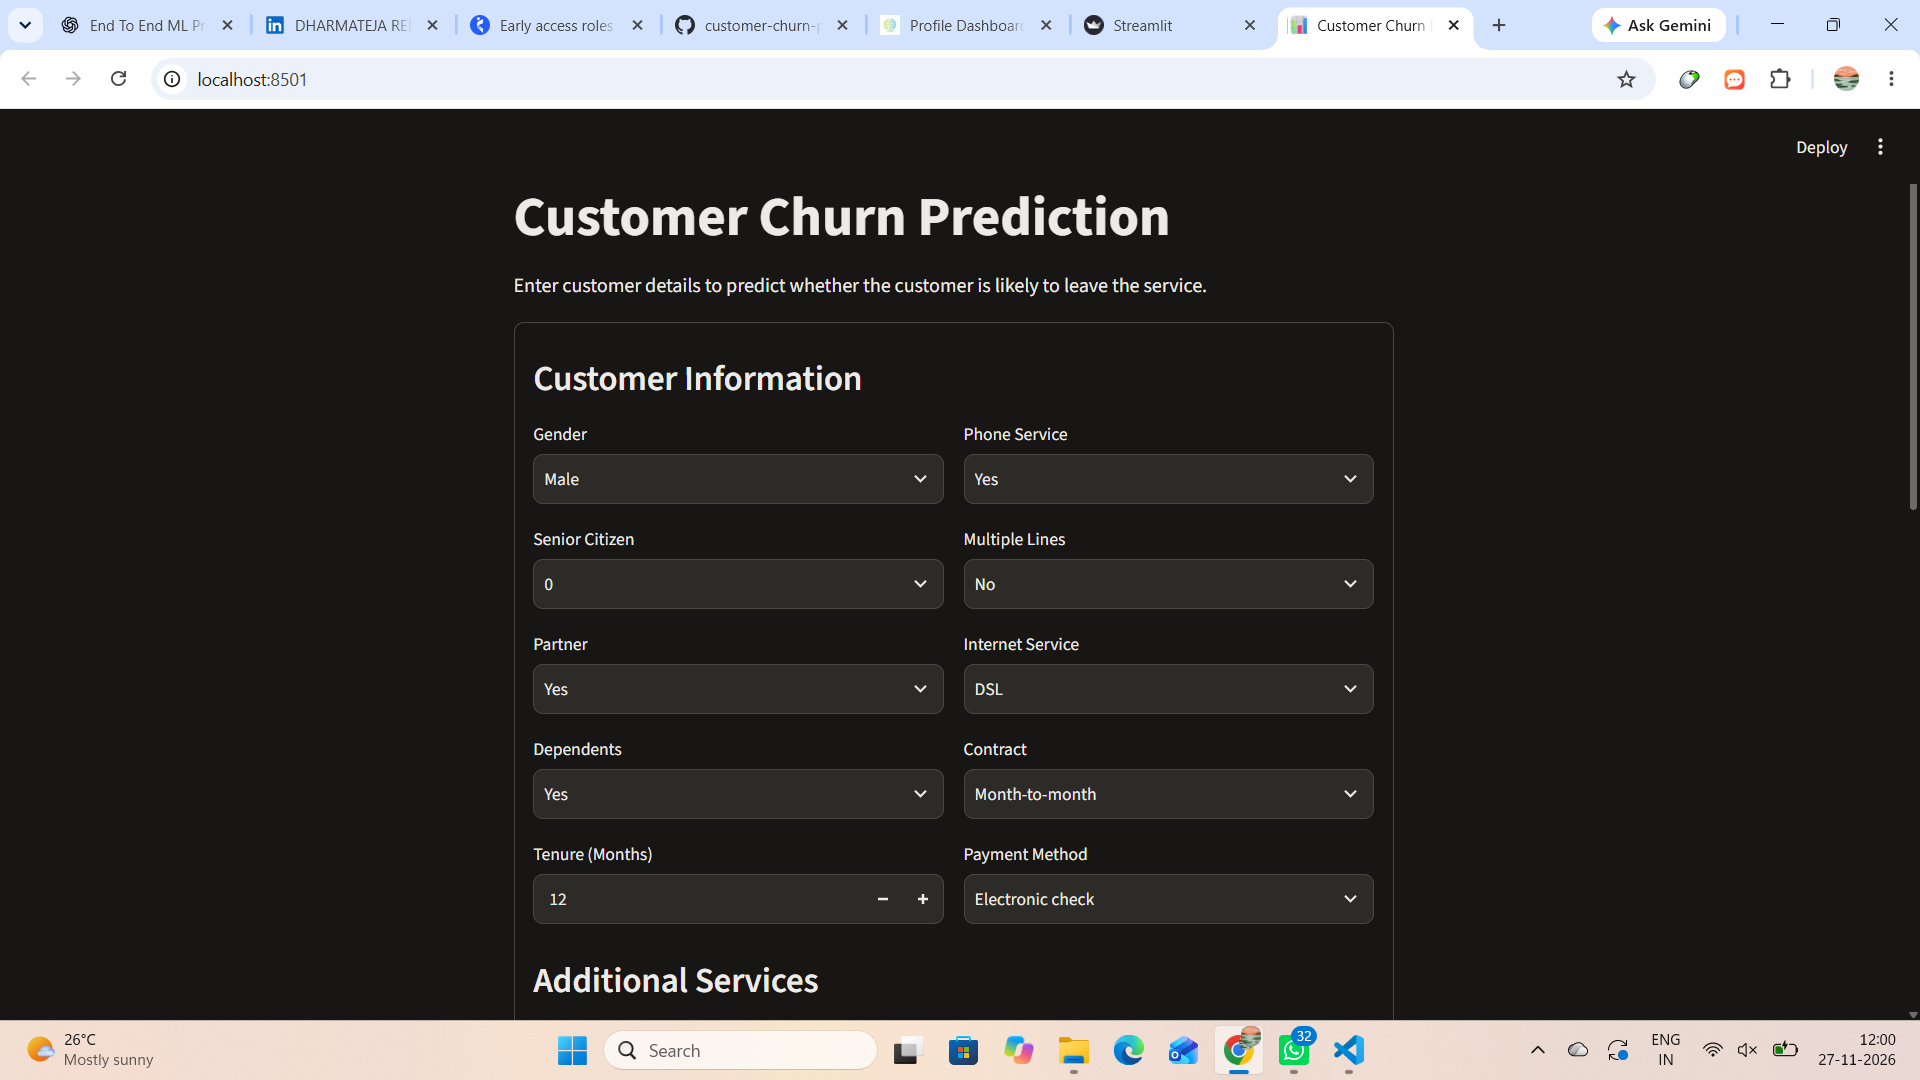 End To End ML Pr
DHARMATEJA REI
Early access roles
customer-churn-p
Profile Dashboard
Streamlit
Customer Churn
Ask Gemini
localhost:8501
Deploy
Customer Churn Prediction
Enter customer details to predict whether the customer is likely to leave the service.
Customer Information
Gender
Male
Phone Service
Yes
Senior Citizen
0
Multiple Lines
No
Partner
Yes
Internet Service
DSL
Dependents
Yes
Contract
Month-to-month
Tenure (Months)
12
Payment Method
Electronic check
Additional Services
26°C
Mostly sunny
Search
32
ENG
IN
12:00
27-11-2026